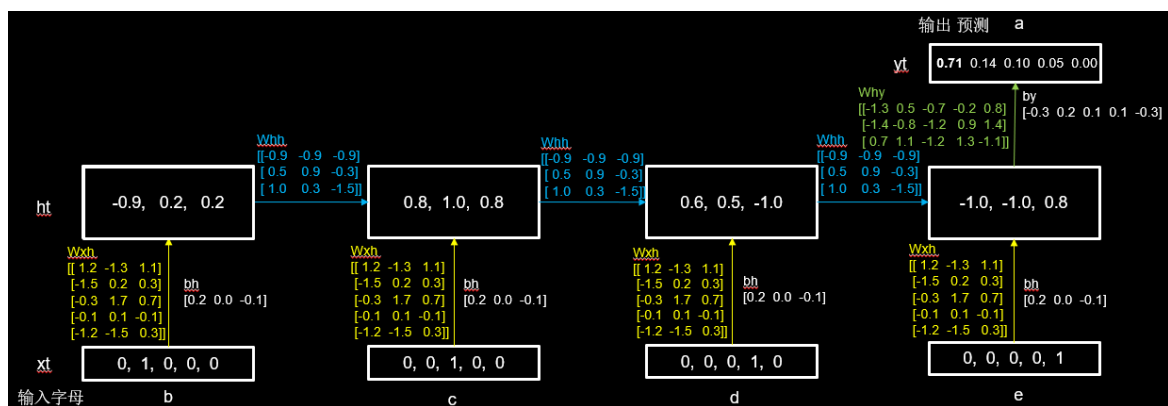 输出 预测 a
yt
0.71 0.14 0.10 0.05 0.00
Why
[[-1.3 0.5 -0.7 -0.2 0.8]
[-1.4 -0.8 -1.2 0.9 1.4]
[ 0.7 1.1 -1.2 1.3 -1.1]]
by
[-0.3 0.2 0.1 0.1 -0.3]
Whh
[[-0.9 -0.9 -0.9]
[ 0.5 0.9 -0.3]
[ 1.0 0.3 -1.5]]
Whh
[[-0.9 -0.9 -0.9]
[ 0.5 0.9 -0.3]
[ 1.0 0.3 -1.5]]
Whh
[[-0.9 -0.9 -0.9]
[ 0.5 0.9 -0.3]
[ 1.0 0.3 -1.5]]
ht
-0.9, 0.2, 0.2
0.8, 1.0, 0.8
0.6, 0.5, -1.0
-1.0, -1.0, 0.8
Wxh
[[ 1.2 -1.3 1.1]
[-1.5 0.2 0.3]
[-0.3 1.7 0.7]
[-0.1 0.1 -0.1]
[-1.2 -1.5 0.3]]
bh
[0.2 0.0 -0.1]
Wxh
[[ 1.2 -1.3 1.1]
[-1.5 0.2 0.3]
[-0.3 1.7 0.7]
[-0.1 0.1 -0.1]
[-1.2 -1.5 0.3]]
bh
[0.2 0.0 -0.1]
Wxh
[[ 1.2 -1.3 1.1]
[-1.5 0.2 0.3]
[-0.3 1.7 0.7]
[-0.1 0.1 -0.1]
[-1.2 -1.5 0.3]]
bh
[0.2 0.0 -0.1]
Wxh
[[ 1.2 -1.3 1.1]
[-1.5 0.2 0.3]
[-0.3 1.7 0.7]
[-0.1 0.1 -0.1]
[-1.2 -1.5 0.3]]
bh
[0.2 0.0 -0.1]
xt
0, 1, 0, 0, 0
0, 0, 1, 0, 0
0, 0, 0, 1, 0
0, 0, 0, 0, 1
输入字母 b c d e